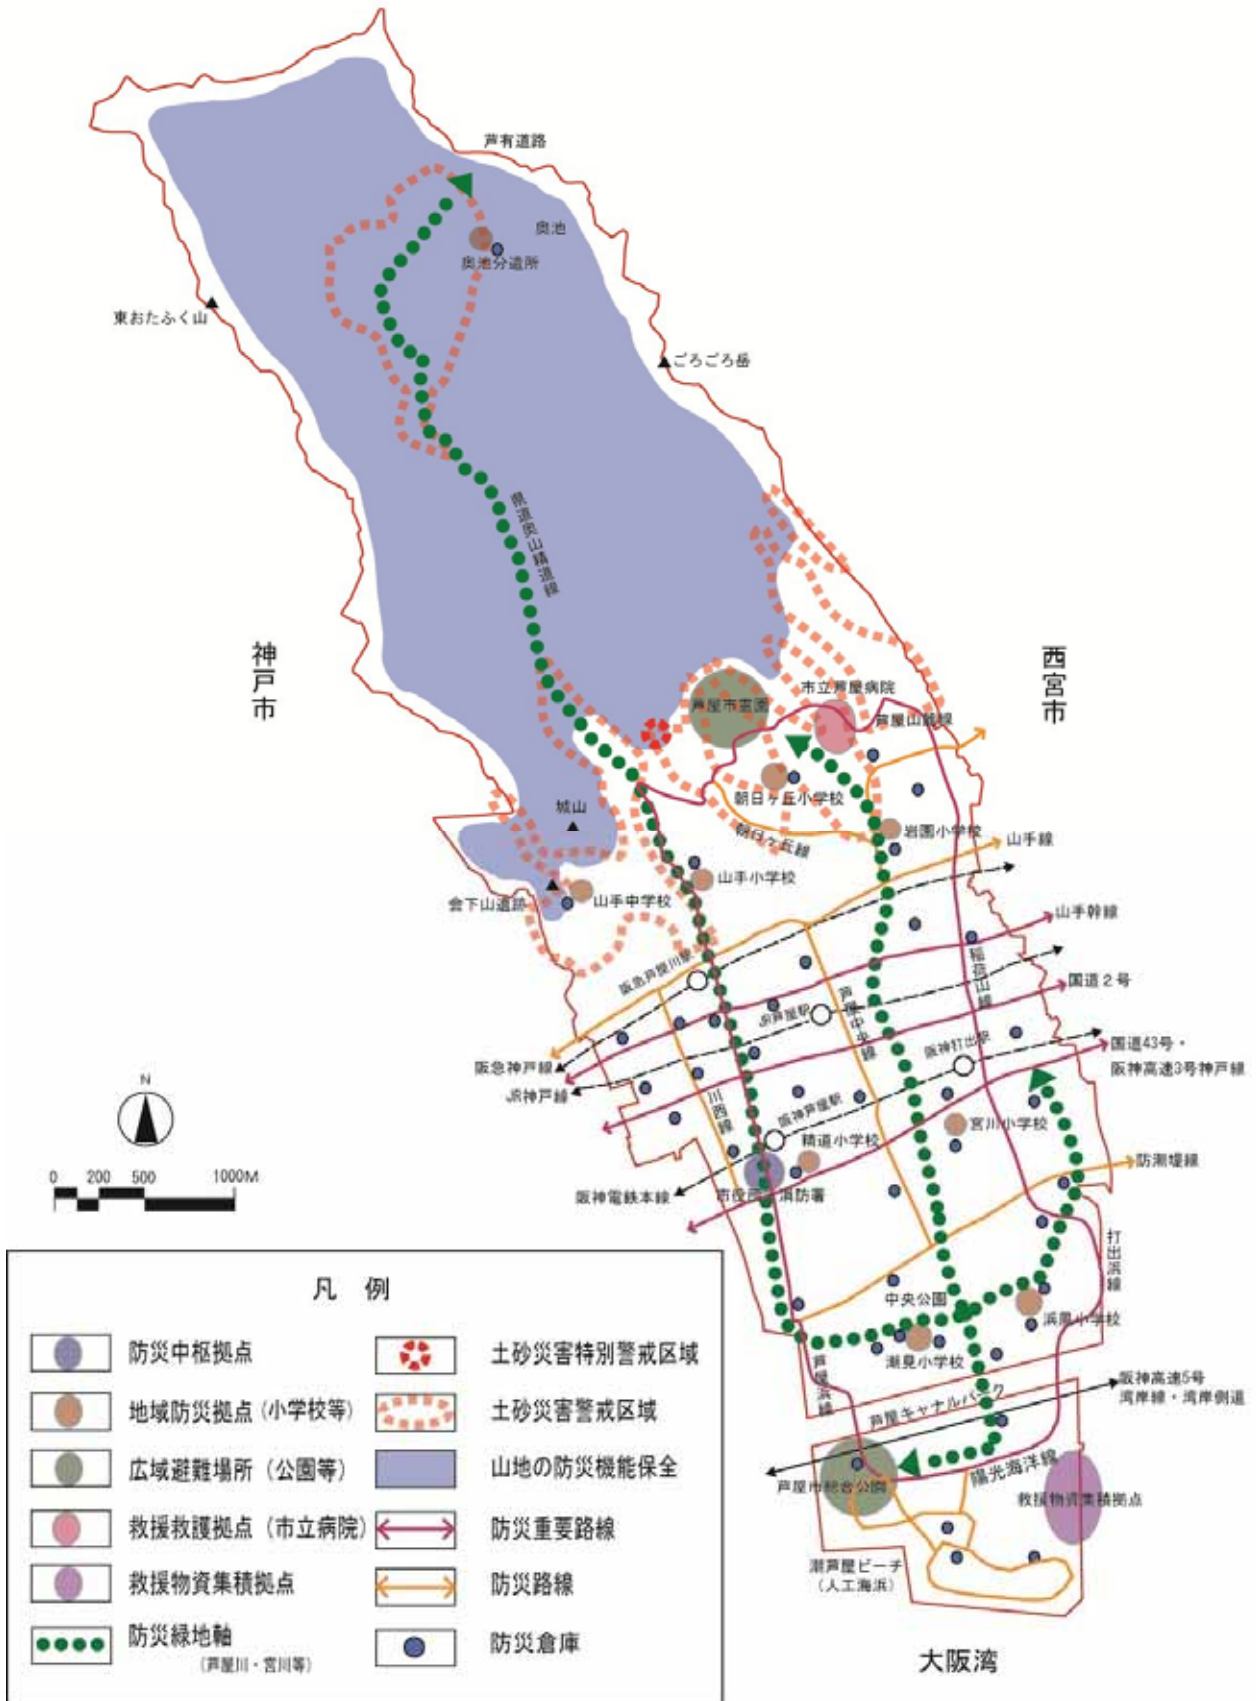 芦有道路
奥池
奥池分遣所
東おたふく山
ごろごろ岳
県道奥山精道線
神戸市
西宮市
市立芦屋病院
芦屋市霊園
芦屋山麓線
朝日ヶ丘小学校
城山
朝日ヶ丘線
岩園小学校
山手線
山手小学校
会下山遺跡
山手中学校
山手幹線
阪急芦屋川駅
稲荷山線
国道2号
JR芦屋駅
芦屋中央線
阪神打出駅
国道43号・
阪神高速3号神戸線
阪急神戸線
JR神戸線
川西線
阪神芦屋駅
宮川小学校
精道小学校
防潮堤線
阪神電鉄本線
市役所・消防署
N
0 200 500 1000M
打出浜線
中央公園
浜風小学校
潮見小学校
芦屋浜線
阪神高速5号
湾岸線・湾岸側道
芦屋キャナルパーク
陽光海洋線
芦屋市総合公園
救援物資集積拠点
潮芦屋ビーチ
(人工海浜)
大阪湾
凡例
防災中枢拠点
地域防災拠点(小学校等)
広域避難場所(公園等)
救援救護拠点(市立病院)
救援物資集積拠点
防災緑地軸
(芦屋川・宮川等)
土砂災害特別警戒区域
土砂災害警戒区域
山地の防災機能保全
防災重要路線
防災路線
防災倉庫